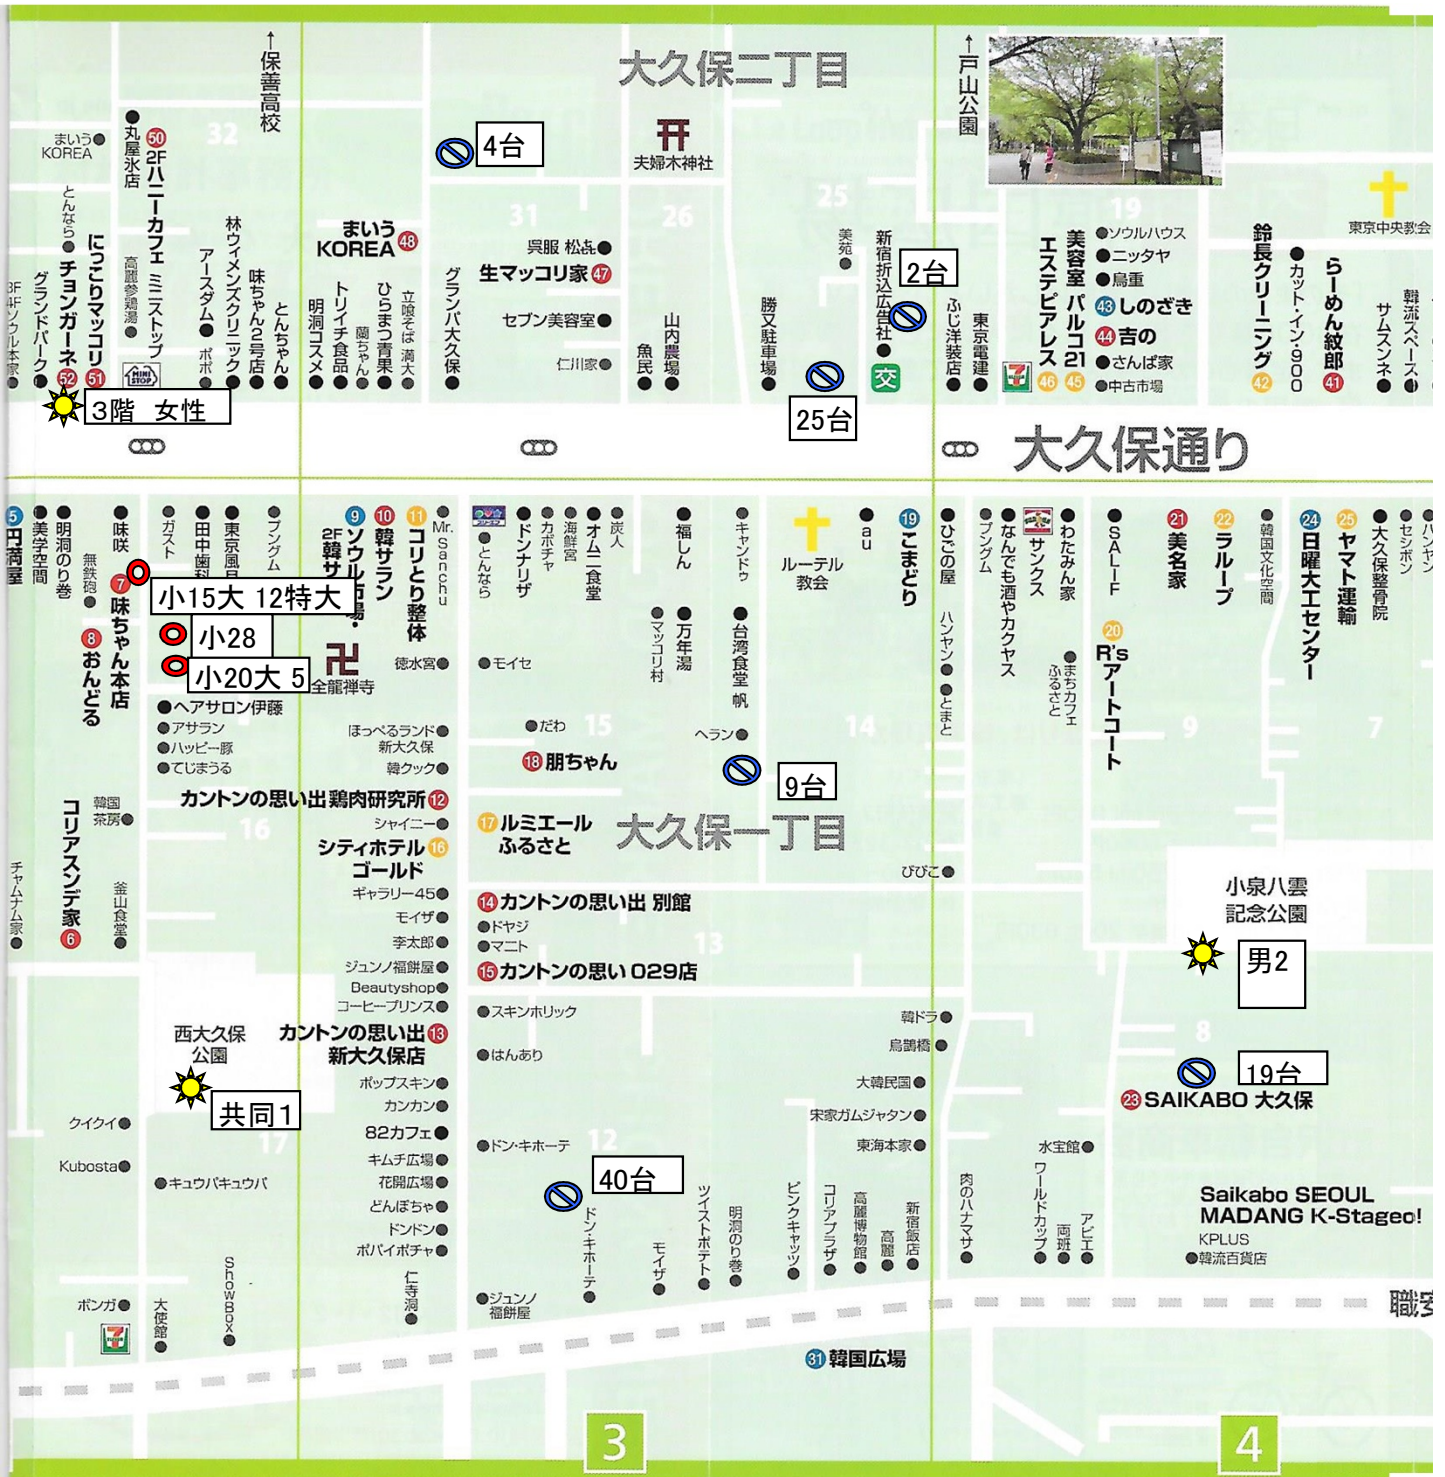 大久保二丁目
↑保善高校
↑戸山公園
32
31
26
25
19
4台
夫婦木神社
東京中央教会
まいう
KOREA
丸屋氷店
50
2Fハニーカフェ
ミニストップ
高麗参鶏湯
とんなら
チョンガーネ
52
にっこりマッコリ
51
グランドパーク
アースダム
ポポ
林ウィメンズクリニック
味ちゃん2号店
とんちゃん
まいう
KOREA 48
明洞コスメ
トリイチ食品
蘭ちゃん
ひらまつ青果
立喰そば 満大
グランパ大久保
呉服 松㐂
生マッコリ家 47
セブン美容室
仁川家
魚民
山内農場
勝又駐車場
美苑
新宿折込広告社
交
2台
25台
ふじ洋装店
東京電建
エステピアレス
46
美容室 パルコ21
45
ソウルハウス
ニッタヤ
鳥重
43 しのざき
44 吉の
さんぱ家
中古市場
鈴長クリーニング
42
カット・イン・900
らーめん紋郎
41
サムスンネ
韓流スペース
MINI STOP
3階 女性
大久保通り
5
円満屋
美学空間
明洞のり巻
無鉄砲
味咲
7
味ちゃん本店
8
おんどる
ガスト
田中歯科
東京風月
プングム
小15大 12特大
小28
小20大 5
9
ソウル市場・
2F韓サ
10
韓サラン
11
コリとり整体
Mr. Sanchu
全龍禅寺
徳水宮
とんなら
ドンナリザ
カボチャ
海鮮宮
オムニ食堂
炭人
モイセ
福しん
マッコリ村
万年湯
キャンドゥ
台湾食堂 帆
ルーテル
教会
au
19
こまどり
ひごの屋
ハンヤン
とまと
プングム
なんでも酒やカクヤス
サンクス
わたみん家
まちカフェ
ふるさと
SALIF
20
R's
アートコート
21
美名家
22
ラルーブ
韓国文化空間
24
日曜大工センター
25
ヤマト運輸
大久保整骨院
セシボン
ハンヤン
ヘアサロン伊藤
アサラン
ハッピー豚
てじまうる
ほっぺるランド
新大久保
韓クック
だわ
15
18 朋ちゃん
ヘラン
14
9
7
9台
カントンの思い出 鶏肉研究所 12
シャイニー
シティホテル 16
ゴールド
ギャラリー45
モイザ
李太郎
ジュンノ福餅屋
Beautyshop
コーヒープリンス
カントンの思い出 13
新大久保店
ポップスキン
カンカン
82カフェ
キムチ広場
花開広場
どんぽちゃ
ドンドン
ポパイポチャ
仁寺洞
韓国
茶房
コリアスンデ家
6
釜山食堂
チャムナム家
16
17 ルミエール
ふるさと
大久保一丁目
びびこ
小泉八雲
記念公園
男2
14 カントンの思い出 別館
ドヤジ
マニト
15 カントンの思い 029店
13
スキンホリック
はんあり
韓ドラ
烏鵲橋
大韓民国
宋家ガムジャタン
東海本家
西大久保
公園
共同1
17
クイクイ
Kubosta
キュウパキュウパ
8
19台
23 SAIKABO 大久保
ドン・キホーテ
12
40台
ドン・キホーテ
モイザ
ツイストポテト
明洞のり巻
ピンクキャッツ
コリアプラザ
高麗博物館
高麗
新宿飯店
肉のハナマサ
水宝館
ワールドカップ
両班
アビエ
Saikabo SEOUL
MADANG K-Stageo!
KPLUS
韓流百貨店
ボンガ
大使館
ShowBox
ジュンノ
福餅屋
職安
31 韓国広場
3
4